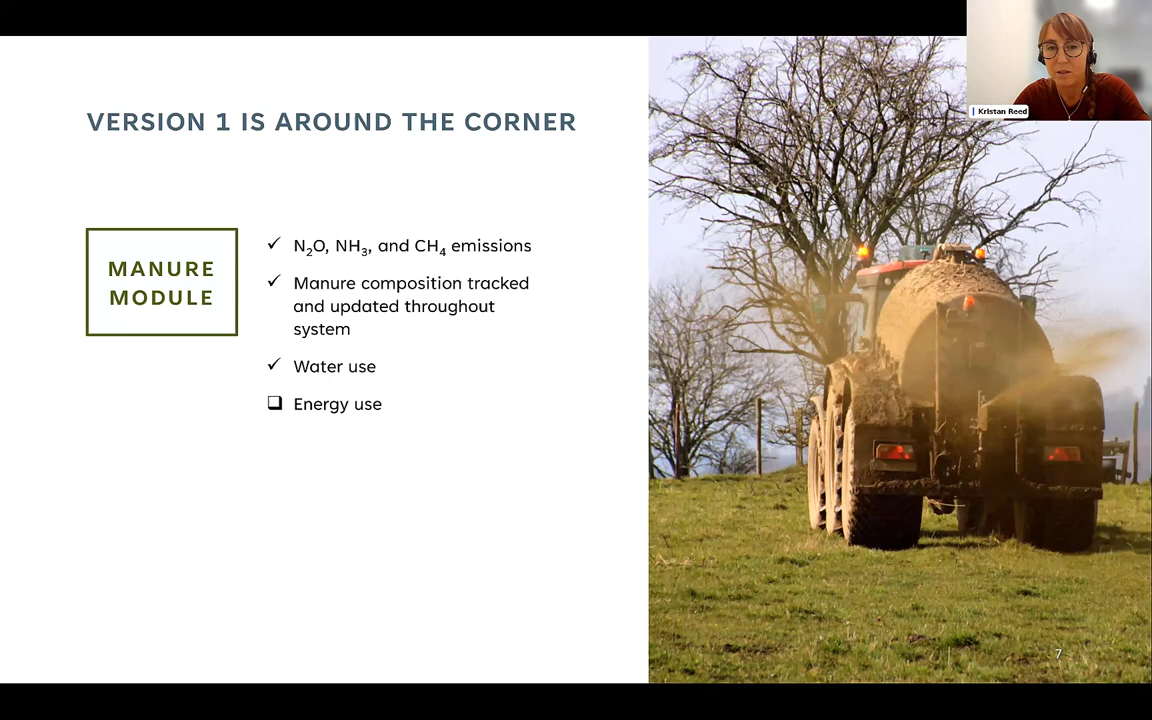 Kristan Reed
VERSION 1 IS AROUND THE CORNER
MANURE
MODULE
✓ N₂O, NH₃, and CH₄ emissions
✓ Manure composition tracked
and updated throughout
system
✓ Water use
❑ Energy use
7